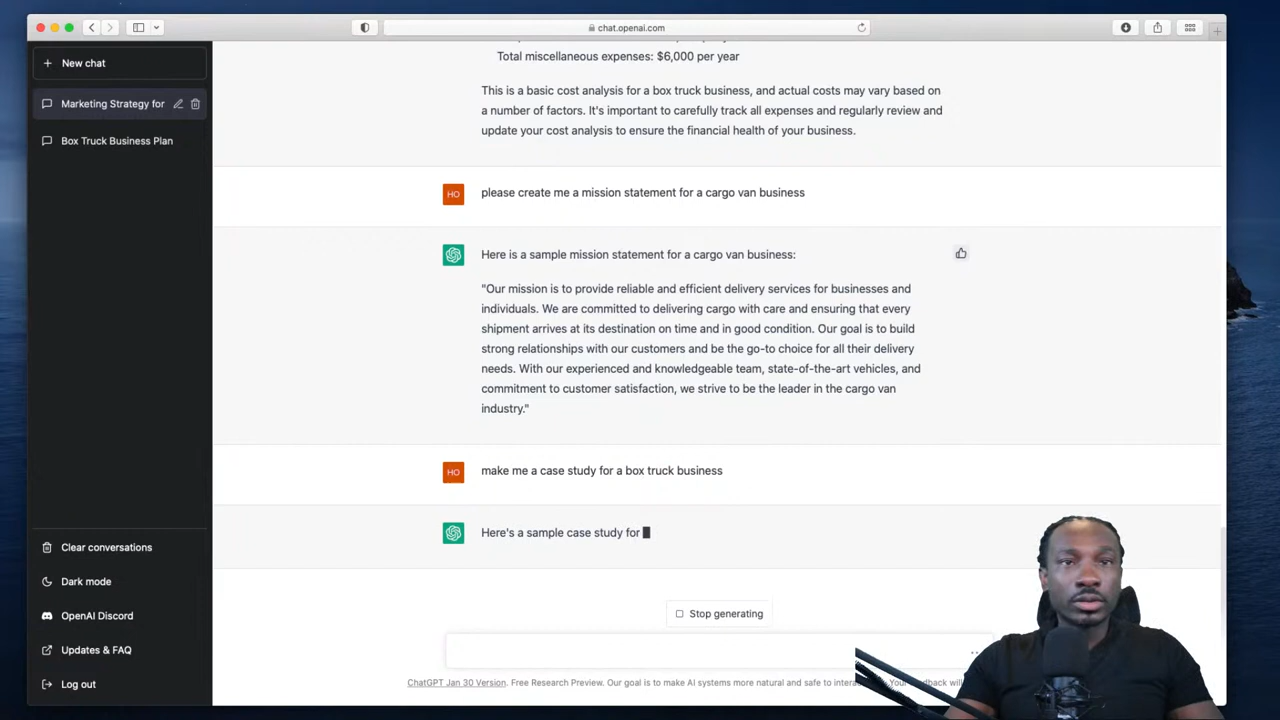 chat.openai.com
New chat
Marketing Strategy for
Box Truck Business Plan
Total miscellaneous expenses: $6,000 per year
This is a basic cost analysis for a box truck business, and actual costs may vary based on
a number of factors. It's important to carefully track all expenses and regularly review and
update your cost analysis to ensure the financial health of your business.
HO
please create me a mission statement for a cargo van business
Here is a sample mission statement for a cargo van business:
"Our mission is to provide reliable and efficient delivery services for businesses and
individuals. We are committed to delivering cargo with care and ensuring that every
shipment arrives at its destination on time and in good condition. Our goal is to build
strong relationships with our customers and be the go-to choice for all their delivery
needs. With our experienced and knowledgeable team, state-of-the-art vehicles, and
commitment to customer satisfaction, we strive to be the leader in the cargo van
industry."
HO
make me a case study for a box truck business
Here's a sample case study for
Stop generating
ChatGPT Jan 30 Version. Free Research Preview. Our goal is to make AI systems more natural and safe to
Clear conversations
Dark mode
OpenAI Discord
Updates & FAQ
Log out